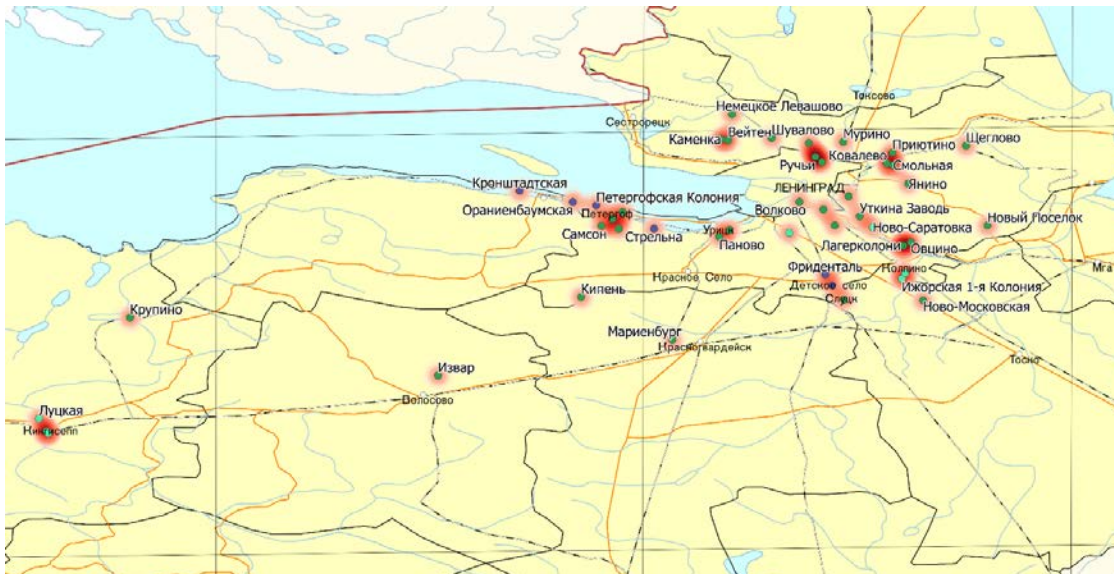 Токсово
Немецкое Левашово
Сестрорецк
Вейтен
Шувалово
Мурино
Каменка
Приютино
Щеглово
Ковалево
Ручьи
Смольная
Янино
Кронштадтская
Петергофская Колония
ЛЕНИНГРАД
Ораниенбаумская
Петергоф
Волково
Уткина Заводь
Новый Поселок
Самсон
Стрельна
Урицк
Ново-Саратовка
Паново
Лагерколония
Овцино
Фриденталь
Колпино
Мга
Красное Село
Детское село
Ижорская 1-я Колония
Кипень
Слуцк
Ново-Московская
Крупино
Мариенбург
Красногвардейск
Тосно
Извар
Волосово
Луцкая
Кингисепп